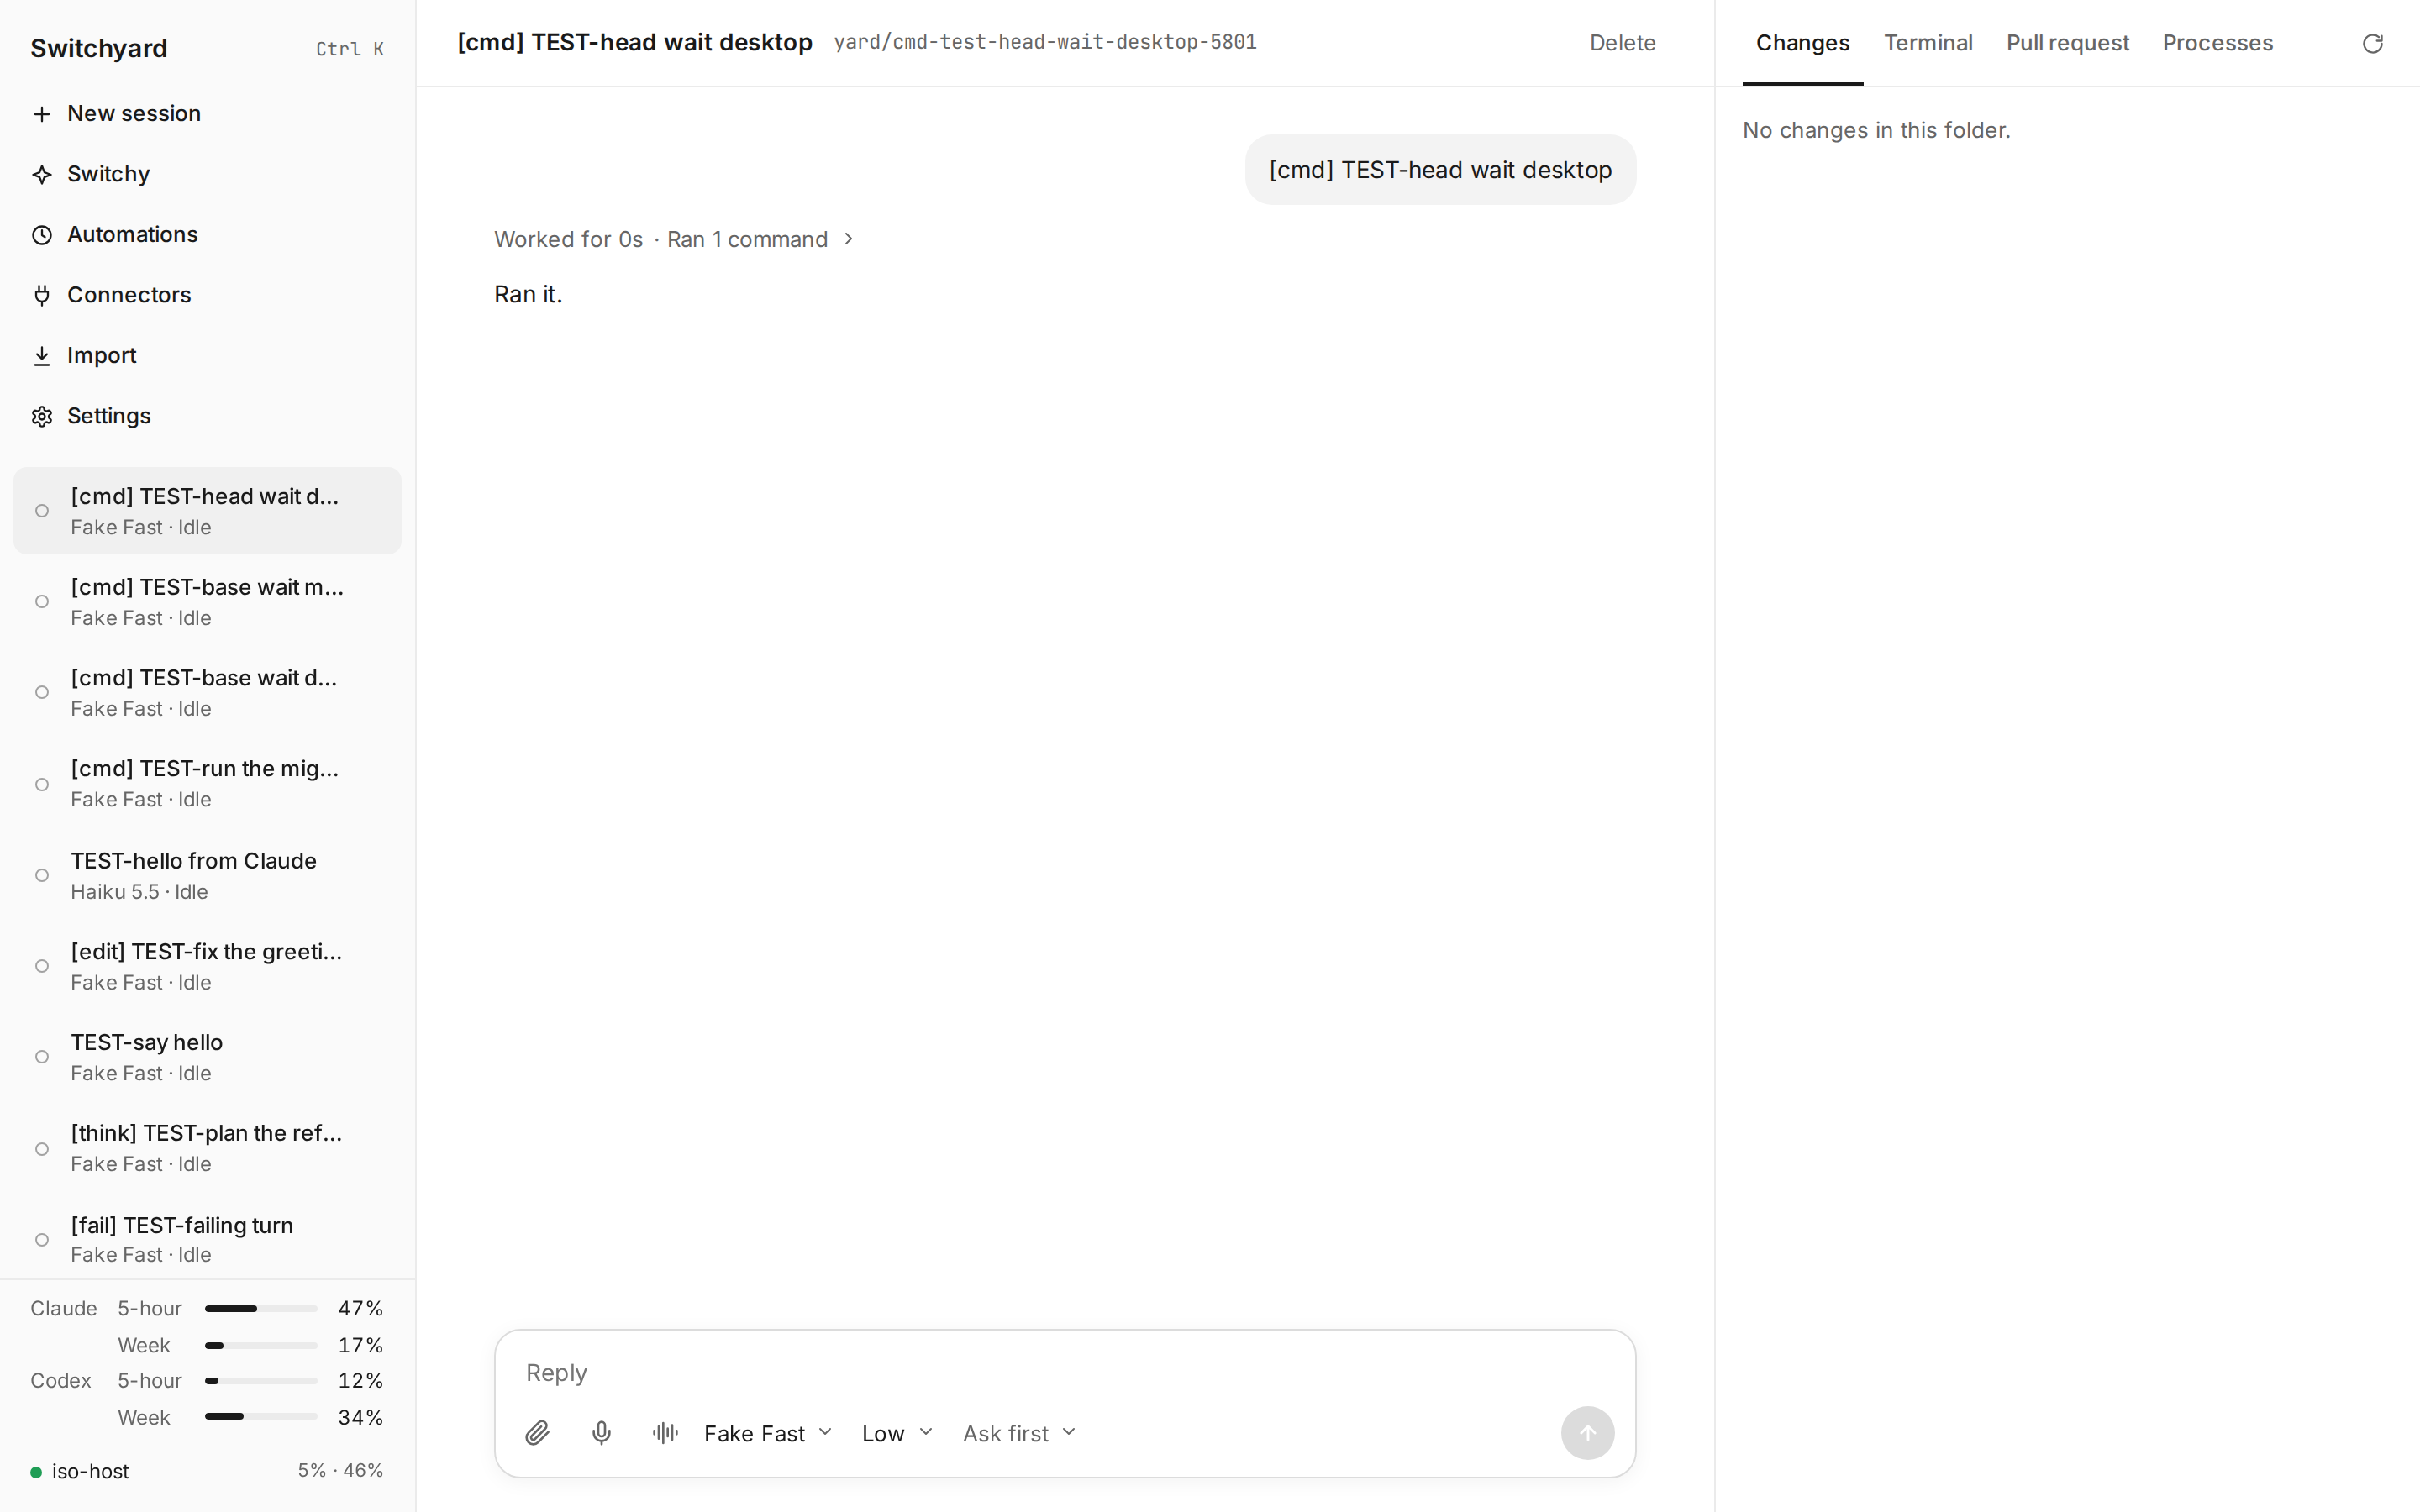 Switchyard
Ctrl K
New session
Switchy
Automations
Connectors
Import
Settings
[cmd] TEST-head wait d...
Fake Fast · Idle
[cmd] TEST-base wait m...
Fake Fast · Idle
[cmd] TEST-base wait d...
Fake Fast · Idle
[cmd] TEST-run the mig...
Fake Fast · Idle
TEST-hello from Claude
Haiku 5.5 · Idle
[edit] TEST-fix the greeti...
Fake Fast · Idle
TEST-say hello
Fake Fast · Idle
[think] TEST-plan the ref...
Fake Fast · Idle
[fail] TEST-failing turn
Fake Fast · Idle
Claude 5-hour 47%
Week 17%
Codex 5-hour 12%
Week 34%
iso-host 5% · 46%
[cmd] TEST-head wait desktop yard/cmd-test-head-wait-desktop-5801 Delete
[cmd] TEST-head wait desktop
Worked for 0s · Ran 1 command
Ran it.
Reply
Fake Fast Low Ask first
Changes Terminal Pull request Processes
No changes in this folder.